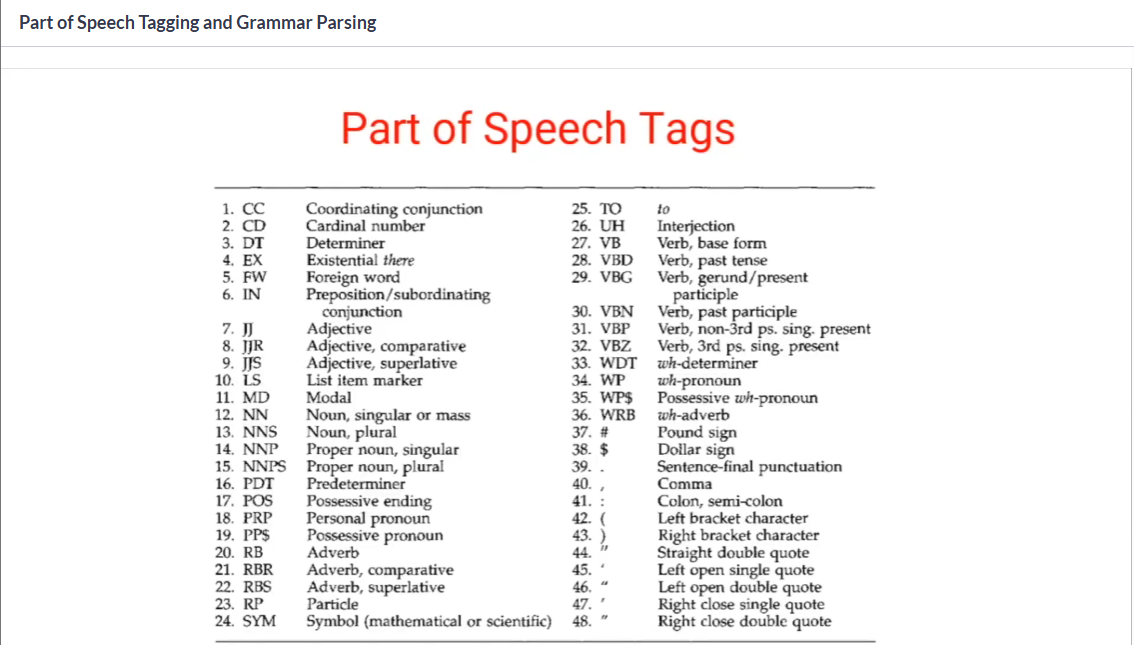 Part of Speech Tagging and Grammar Parsing
Part of Speech Tags
1. CC Coordinating conjunction
2. CD Cardinal number
3. DT Determiner
4. EX Existential there
5. FW Foreign word
6. IN Preposition/subordinating
conjunction
7. JJ Adjective
8. JJR Adjective, comparative
9. JJS Adjective, superlative
10. LS List item marker
11. MD Modal
12. NN Noun, singular or mass
13. NNS Noun, plural
14. NNP Proper noun, singular
15. NNPS Proper noun, plural
16. PDT Predeterminer
17. POS Possessive ending
18. PRP Personal pronoun
19. PP$ Possessive pronoun
20. RB Adverb
21. RBR Adverb, comparative
22. RBS Adverb, superlative
23. RP Particle
24. SYM Symbol (mathematical or scientific)
25. TO to
26. UH Interjection
27. VB Verb, base form
28. VBD Verb, past tense
29. VBG Verb, gerund/present
participle
30. VBN Verb, past participle
31. VBP Verb, non-3rd ps. sing. present
32. VBZ Verb, 3rd ps. sing. present
33. WDT wh-determiner
34. WP wh-pronoun
35. WP$ Possessive wh-pronoun
36. WRB wh-adverb
37. # Pound sign
38. $ Dollar sign
39. . Sentence-final punctuation
40. , Comma
41. : Colon, semi-colon
42. ( Left bracket character
43. ) Right bracket character
44. " Straight double quote
45. ‘ Left open single quote
46. “ Left open double quote
47. ’ Right close single quote
48. ” Right close double quote